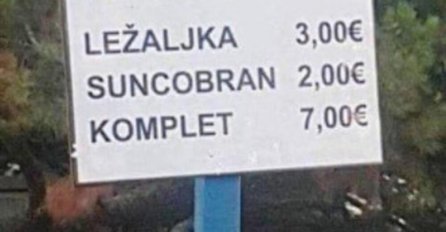 LEŽALJKA 3,00€
SUNCOBRAN 2,00€
KOMPLET 7,00€